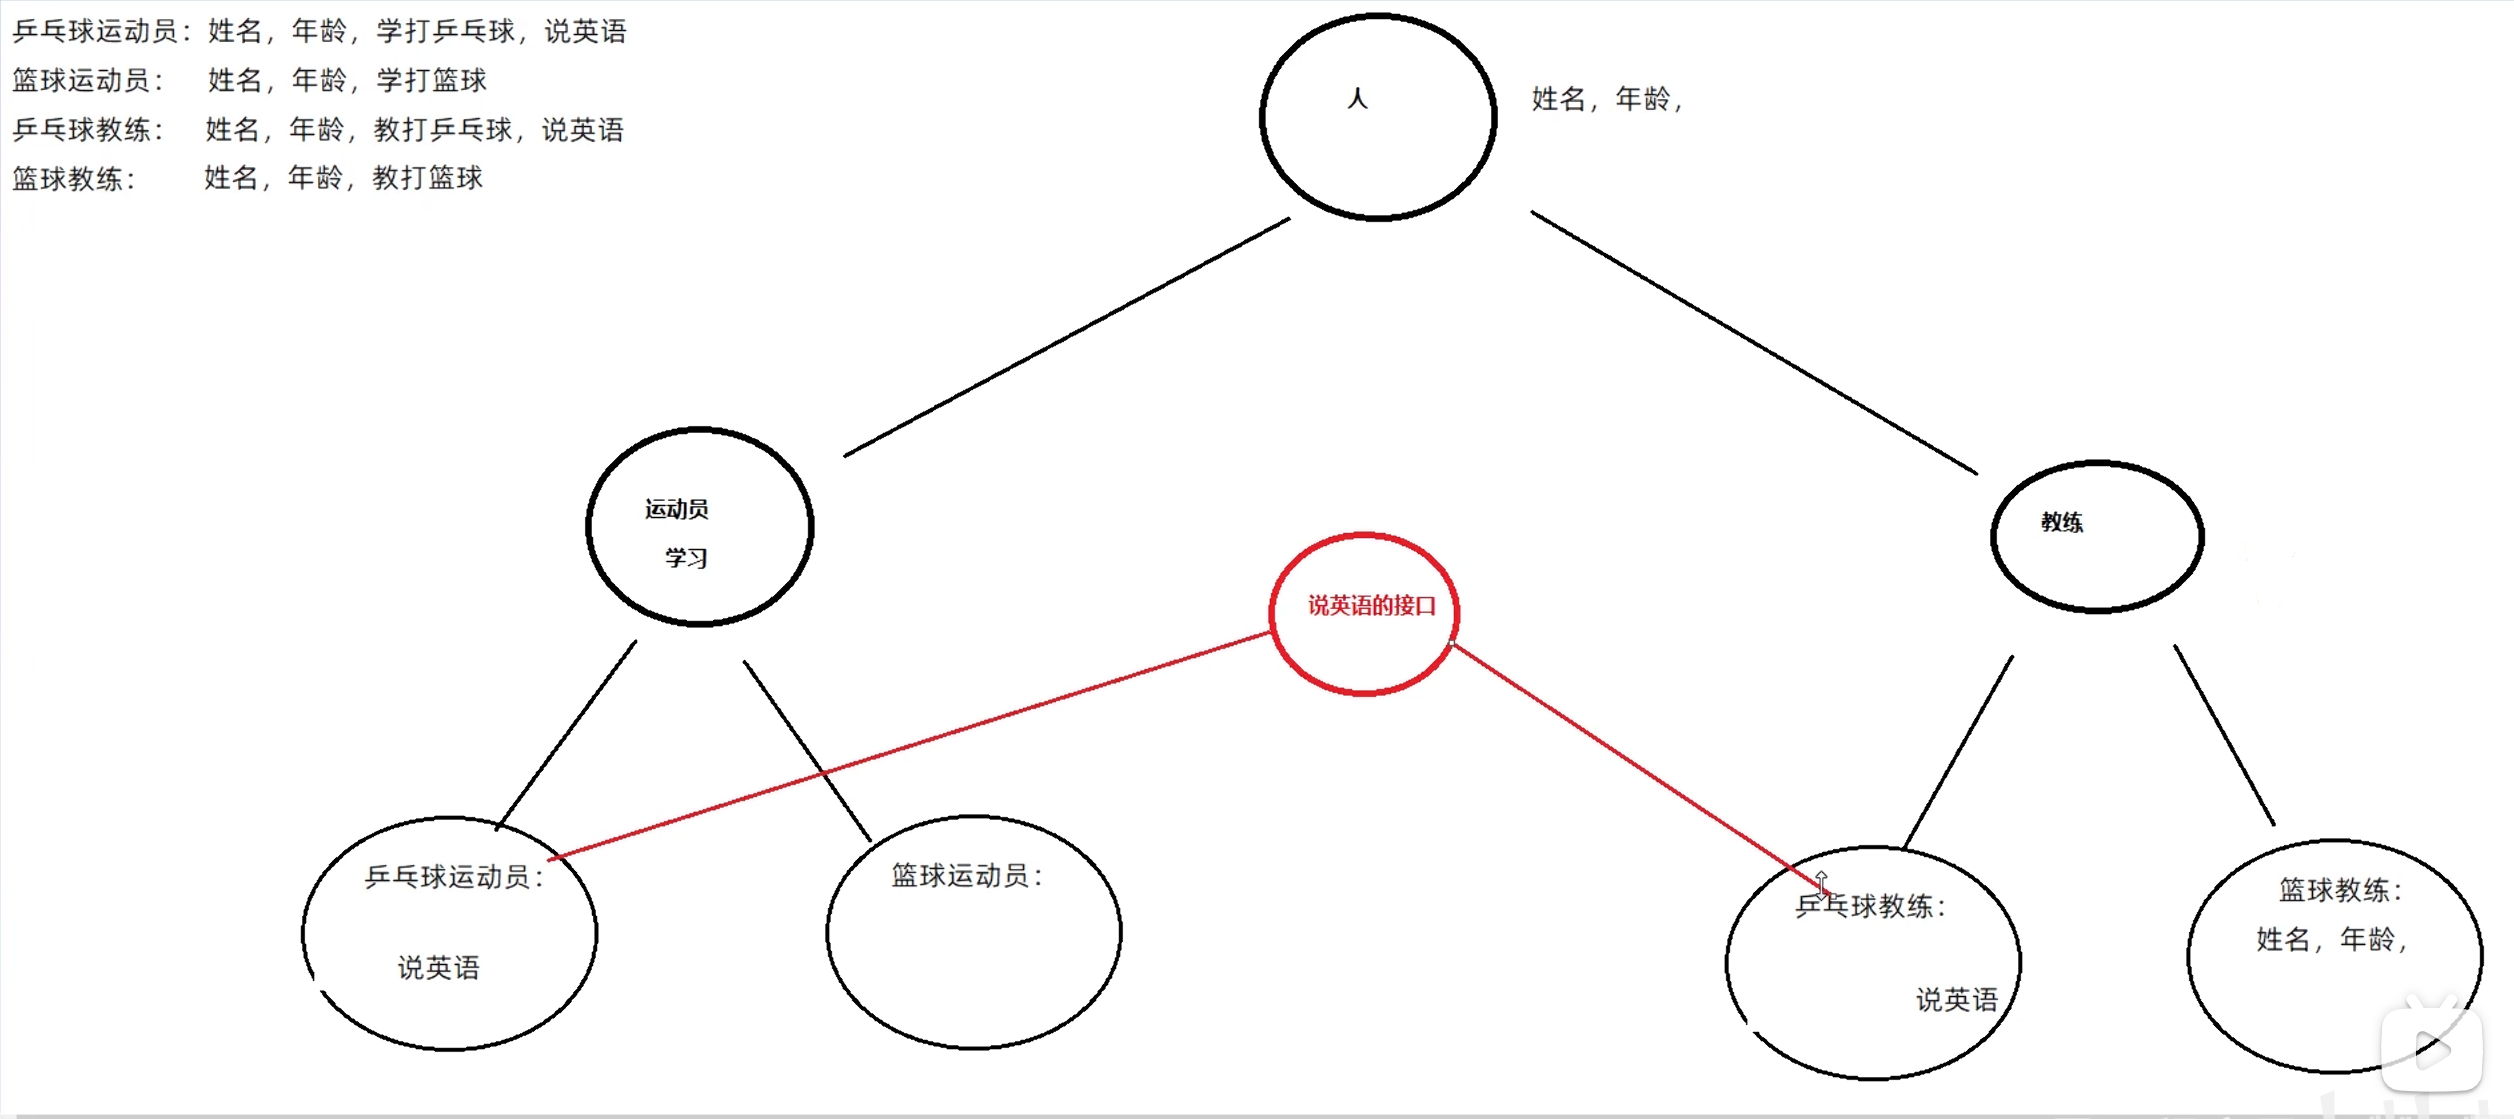 乒乓球运动员：姓名，年龄，学打乒乓球，说英语
篮球运动员： 姓名，年龄，学打篮球
乒乓球教练： 姓名，年龄，教打乒乓球，说英语
篮球教练： 姓名，年龄，教打篮球
人
姓名，年龄，
运动员
学习
教练
说英语的接口
乒乓球运动员：
说英语
篮球运动员：
乒乓球教练：
说英语
篮球教练：
姓名，年龄，